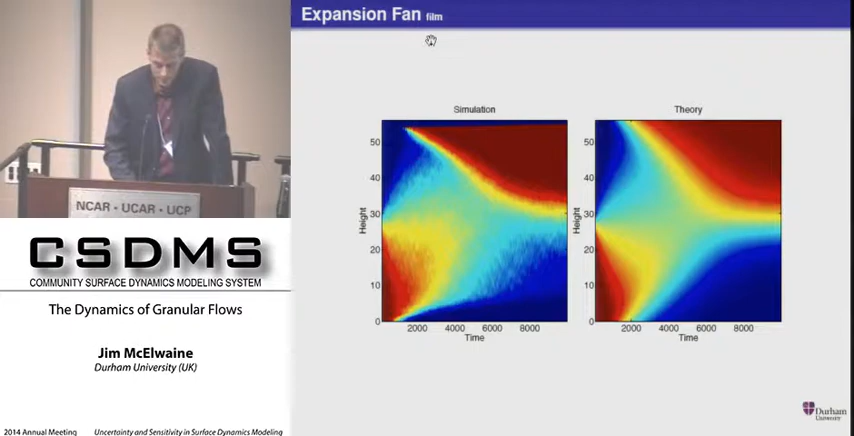 Expansion Fan film
Simulation
Theory
Height
50
40
30
20
10
0
2000
4000
6000
8000
Time
Height
50
40
30
20
10
0
2000
4000
6000
8000
Time
Durham
University
NCAR • UCAR • UCP
CSDMS
COMMUNITY SURFACE DYNAMICS MODELING SYSTEM
The Dynamics of Granular Flows
Jim McElwaine
Durham University (UK)
2014 Annual Meeting
Uncertainty and Sensitivity in Surface Dynamics Modeling